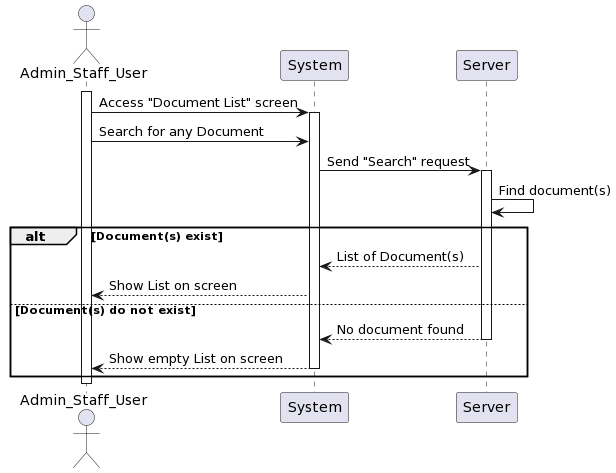 Admin_Staff_User
System
Server
Access "Document List" screen
Search for any Document
Send "Search" request
Find document(s)
alt
[Document(s) exist]
List of Document(s)
Show List on screen
[Document(s) do not exist]
No document found
Show empty List on screen
Admin_Staff_User
System
Server